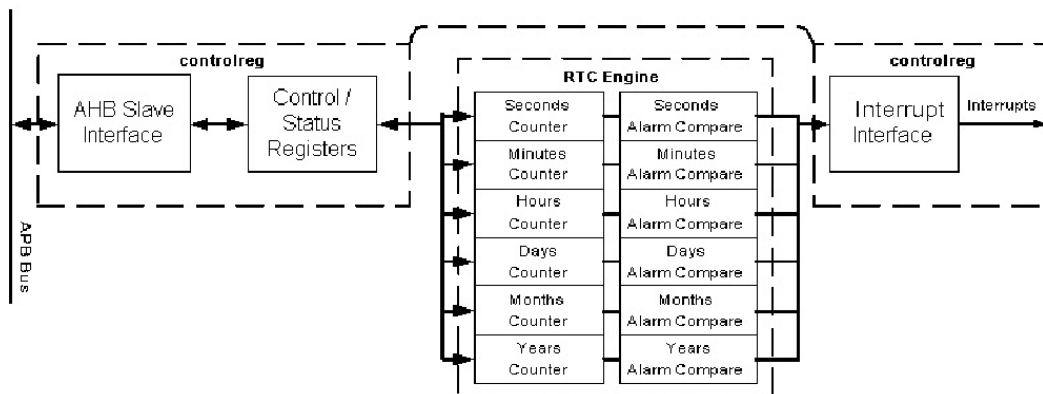 controlreg
AHB Slave
Interface
Control /
Status
Registers
APB Bus
RTC Engine
Seconds
Counter
Seconds
Alarm Compare
Minutes
Counter
Minutes
Alarm Compare
Hours
Counter
Hours
Alarm Compare
Days
Counter
Days
Alarm Compare
Months
Counter
Months
Alarm Compare
Years
Counter
Years
Alarm Compare
controlreg
Interrupt
Interface
Interrupts